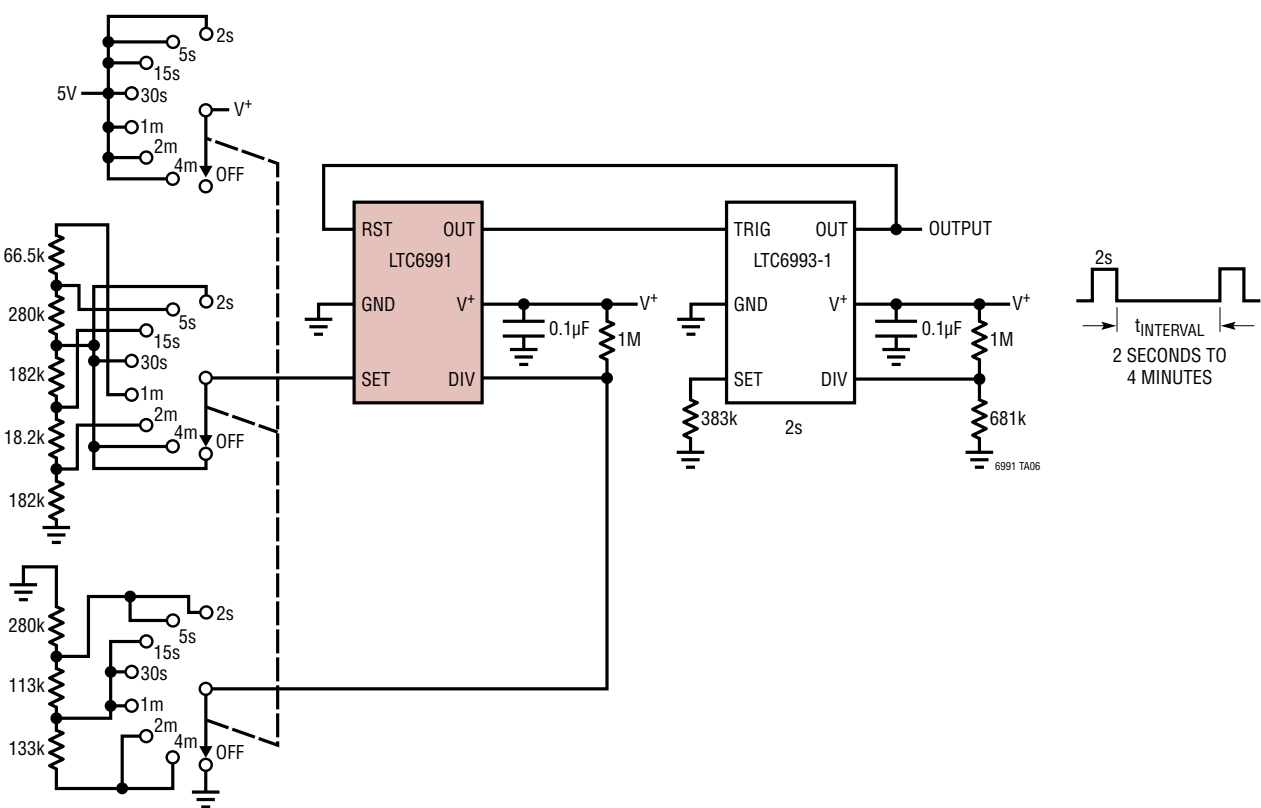 2s
5s
15s
5V
30s
V+
1m
2m
4m
OFF
66.5k
280k
182k
18.2k
182k
2s
5s
15s
30s
1m
2m
4m
OFF
280k
113k
133k
2s
5s
15s
30s
1m
2m
4m
OFF
RST
OUT
LTC6991
GND
V+
SET
DIV
0.1µF
V+
1M
TRIG
OUT
LTC6993-1
GND
V+
SET
DIV
OUTPUT
0.1µF
V+
1M
383k
2s
681k
6991 TA06
2s
tINTERVAL
2 SECONDS TO
4 MINUTES